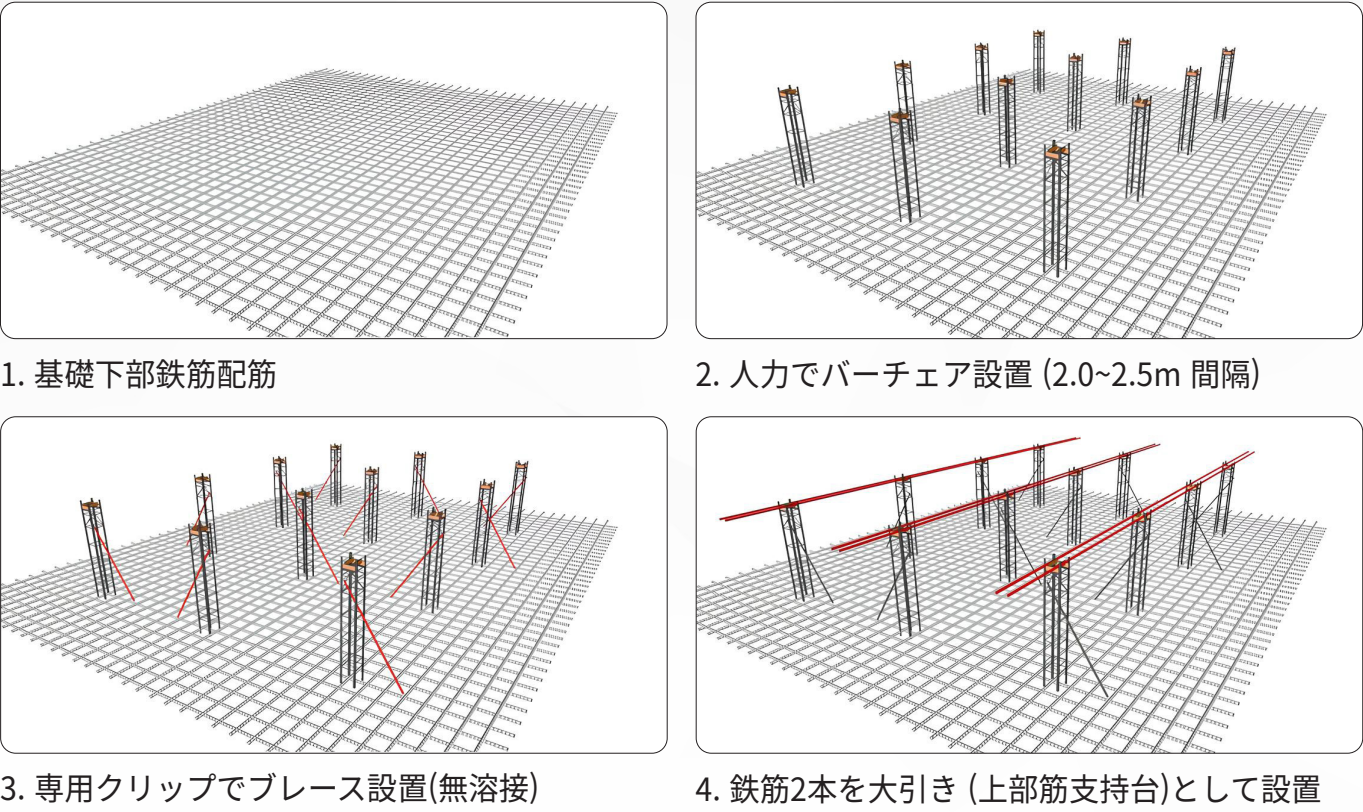 1. 基礎下部鉄筋配筋
2. 人力でバーチェア設置 (2.0~2.5m 間隔)
3. 専用クリップでブレース設置(無溶接)
4. 鉄筋2本を大引き (上部筋支持台)として設置